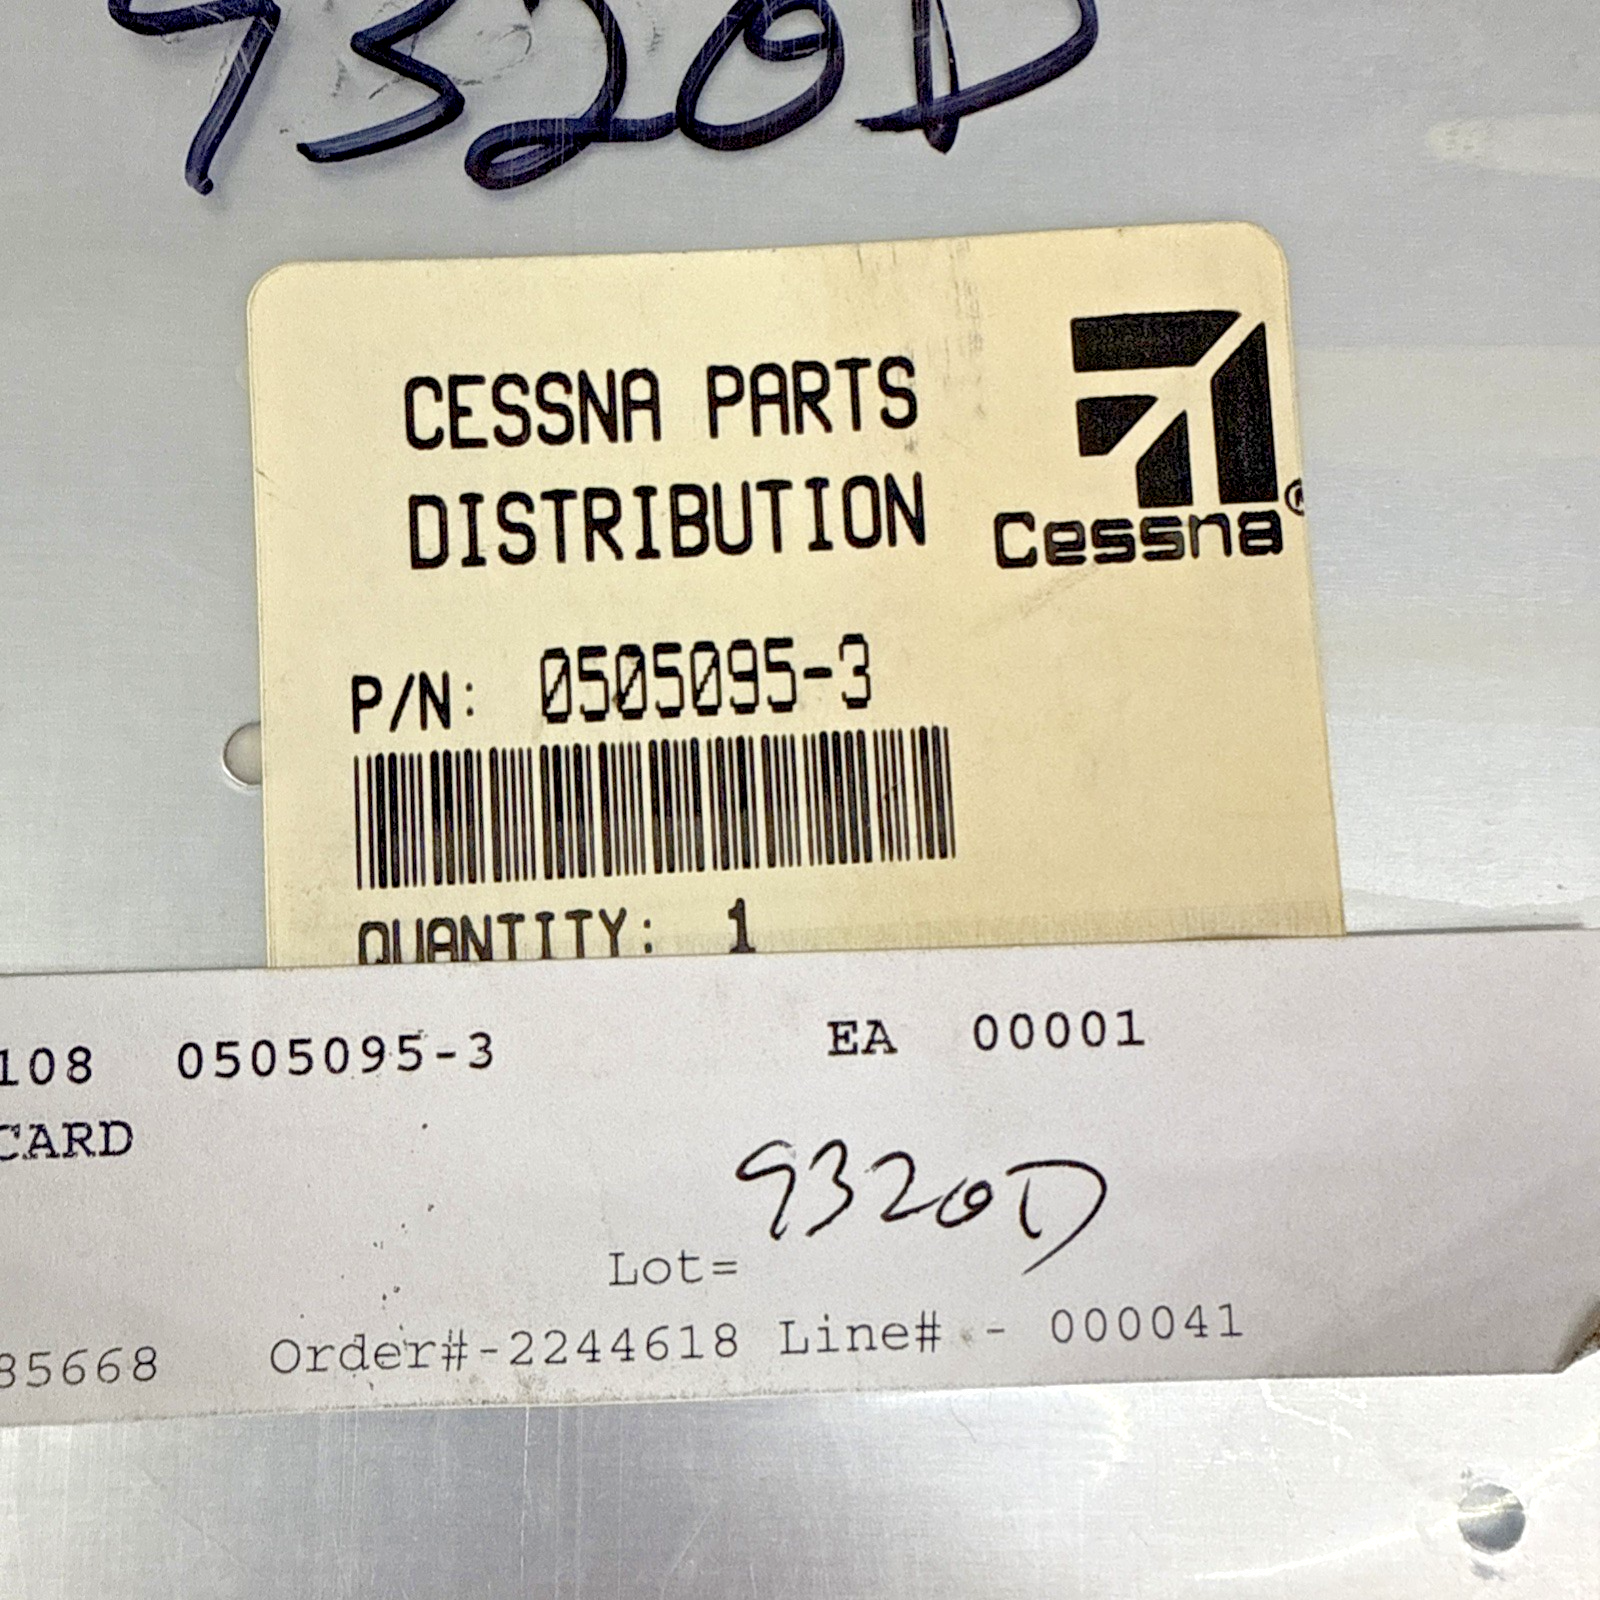 9320D
CESSNA PARTS
DISTRIBUTION
Cessna®
P/N: 0505095-3
QUANTITY: 1
108 0505095-3 EA 00001
CARD
9320D
Lot=
85668 Order#-2244618 Line# - 000041